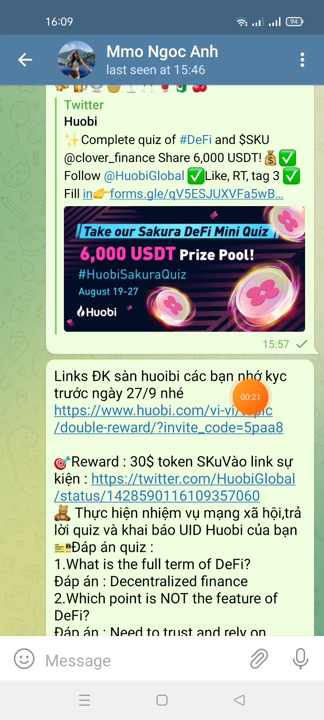 16:09
94
Mmo Ngoc Anh
last seen at 15:46
Twitter
Huobi
✨Complete quiz of #DeFi and $SKU
@clover_finance Share 6,000 USDT!💰✅
Follow @HuobiGlobal ✅Like, RT, tag 3 ✅
Fill in👉forms.gle/qV5ESJUXVFa5wB...
Take our Sakura DeFi Mini Quiz
6,000 USDT Prize Pool!
#HuobiSakuraQuiz
August 19-27
Huobi
15:57
Links ĐK sàn huoibi các bạn nhớ kyc
trước ngày 27/9 nhé
https://www.huobi.com/vi-vi/topic
/double-reward/?invite_code=5paa8
00:21
🎯Reward : 30$ token SKuVào link sự
kiện : https://twitter.com/HuobiGlobal
/status/1428590116109357060
🧸 Thực hiện nhiệm vụ mạng xã hội,trả
lời quiz và khai báo UID Huobi của bạn
🎫Đáp án quiz :
1.What is the full term of DeFi?
Đáp án : Decentralized finance
2.Which point is NOT the feature of
DeFi?
Đáp án : Need to trust and rely on
Message